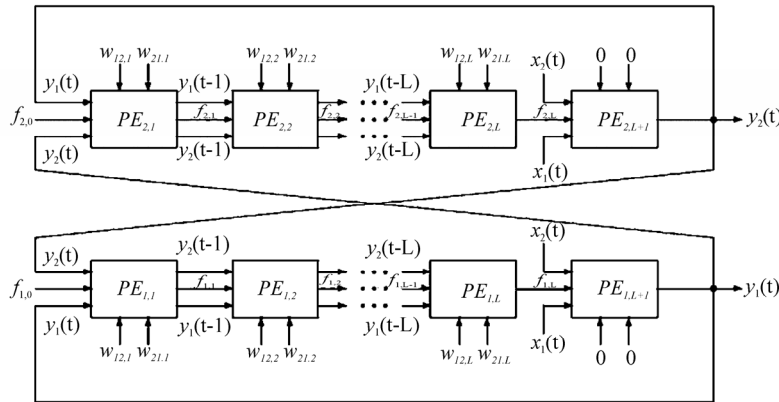 w12,1 w21.1 w12,2 w21.2 w12,L w21.L x2(t) 0 0
y1(t) y1(t-1) y1(t-L)
f2,0 PE2,1 f2,1 PE2,2 f2,2 f2,L-1 PE2,L f2,L PE2,L+1 y2(t)
y2(t) y2(t-1) y2(t-L) x1(t)
y2(t) y2(t-1) y2(t-L) x2(t)
f1,0 PE1,1 f1,1 PE1,2 f1,2 f1,L-1 PE1,L f1,L PE1,L+1 y1(t)
y1(t) y1(t-1) y1(t-L) x1(t)
w12,1 w21.1 w12,2 w21.2 w12,L w21.L 0 0